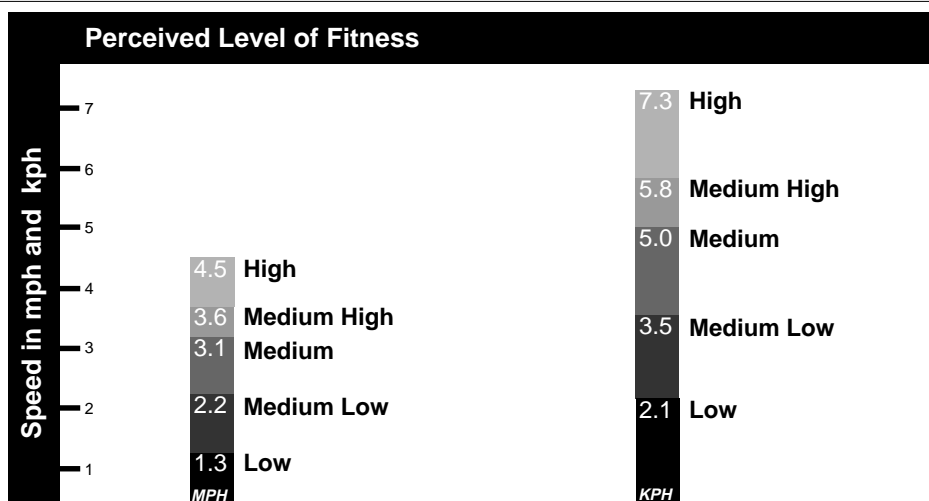 Perceived Level of Fitness
Speed in mph and kph
7
6
5
4
3
2
1
4.5 High
3.6 Medium High
3.1 Medium
2.2 Medium Low
1.3 Low
MPH
7.3 High
5.8 Medium High
5.0 Medium
3.5 Medium Low
2.1 Low
KPH